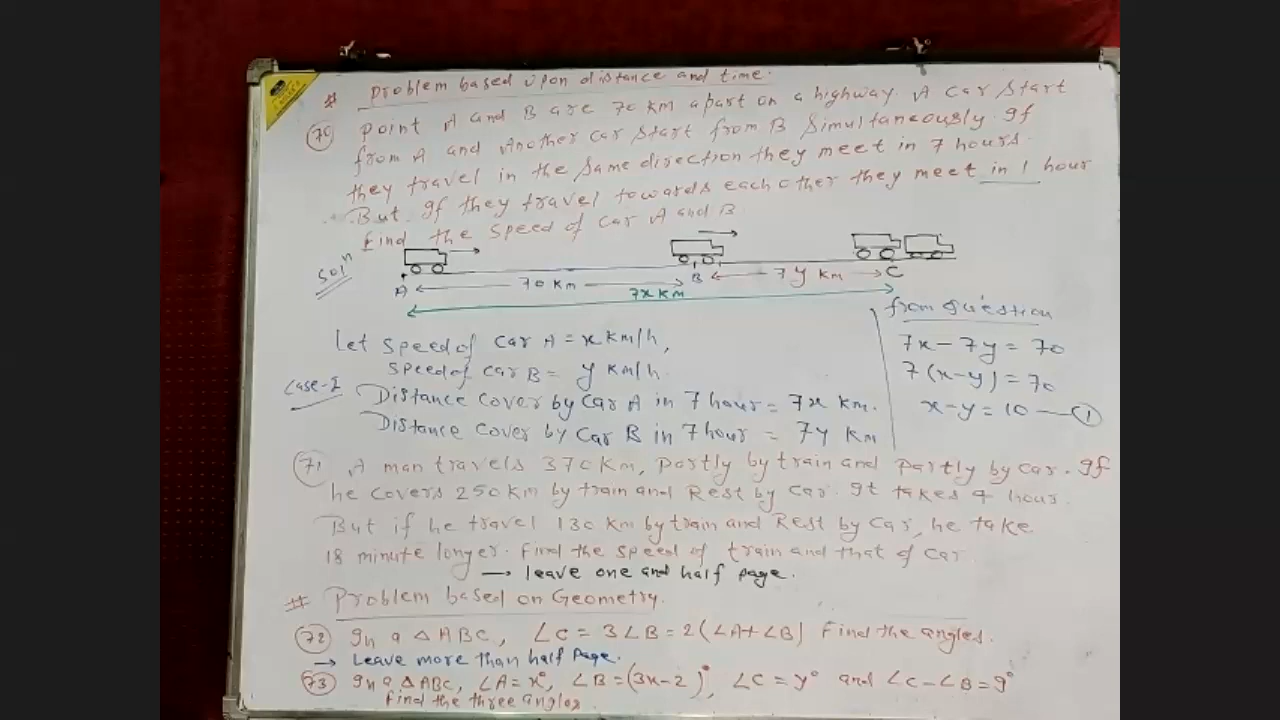 # Problem based upon distance and time.
(70) Point A and B are 70 Km apart on a highway. A car start
from A and Another car start from B Simultaneously. If
they travel in the Same direction they meet in 7 hours.
But If they travel towards each other they meet in 1 hour
Find the speed of car A and B
Solⁿ
A 70 Km B 7y Km C
7x Km
Let Speed of car A = x Km/h,
Speed of car B = y Km/h.
Case-I Distance cover by car A in 7 hour = 7x Km.
Distance cover by car B in 7 hour = 7y Km
from question
7x - 7y = 70
7(x-y) = 70
x-y = 10 — (1)
(71) A man travels 370 Km, Partly by train and Partly by car. If
he covers 250 Km by train and Rest by car. It takes 4 hour.
But if he travel 130 Km by train and Rest by car, he take
18 minute longer. Find the speed of train and that of car.
→ leave one and half page.
# Problem based on Geometry.
(72) In a △ABC, ∠C = 3∠B = 2(∠A+∠B) Find the angles.
→ Leave more than half Page.
(73) In a △ABC, ∠A = x°, ∠B = (3x-2)°, ∠C = y° and ∠C-∠B = 9°
Find the three angles.